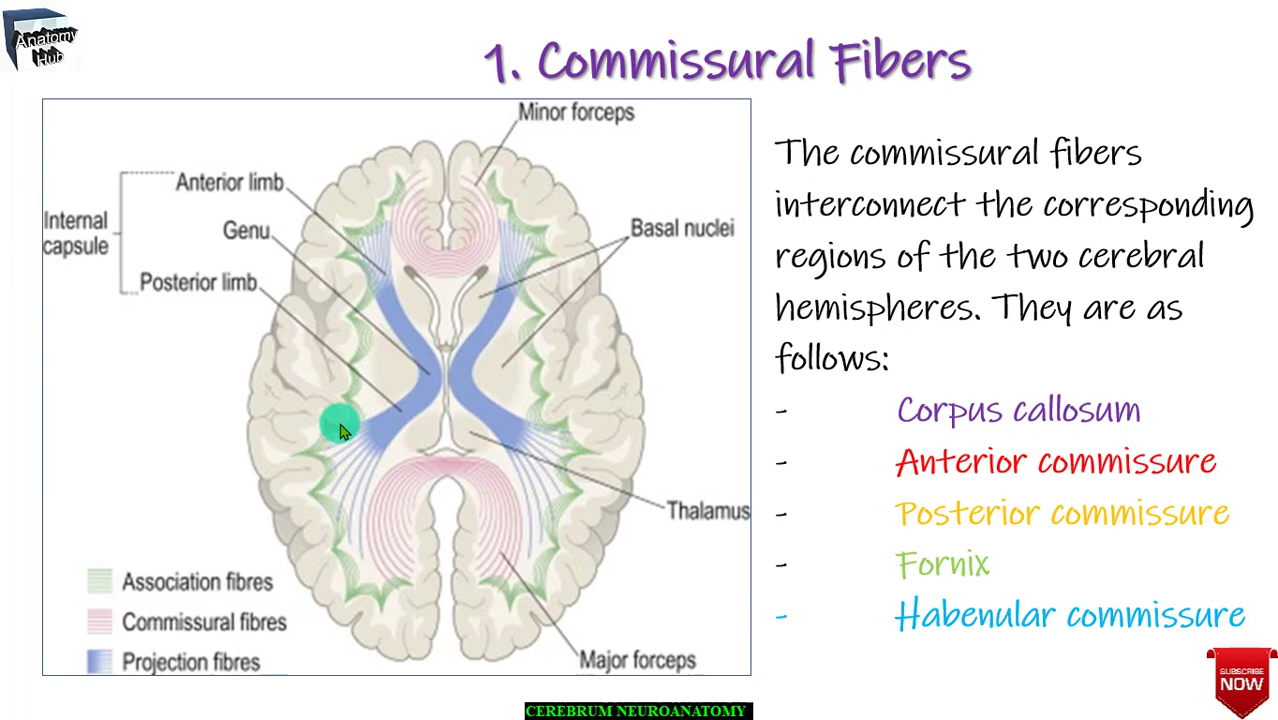 Anatomy
Hub
1. Commissural Fibers
Minor forceps
Anterior limb
Internal
capsule
Genu
Basal nuclei
Posterior limb
Thalamus
Association fibres
Commissural fibres
Projection fibres
Major forceps
The commissural fibers
interconnect the corresponding
regions of the two cerebral
hemispheres. They are as
follows:
- Corpus callosum
- Anterior commissure
- Posterior commissure
- Fornix
- Habenular commissure
SUBSCRIBE
NOW
CEREBRUM NEUROANATOMY